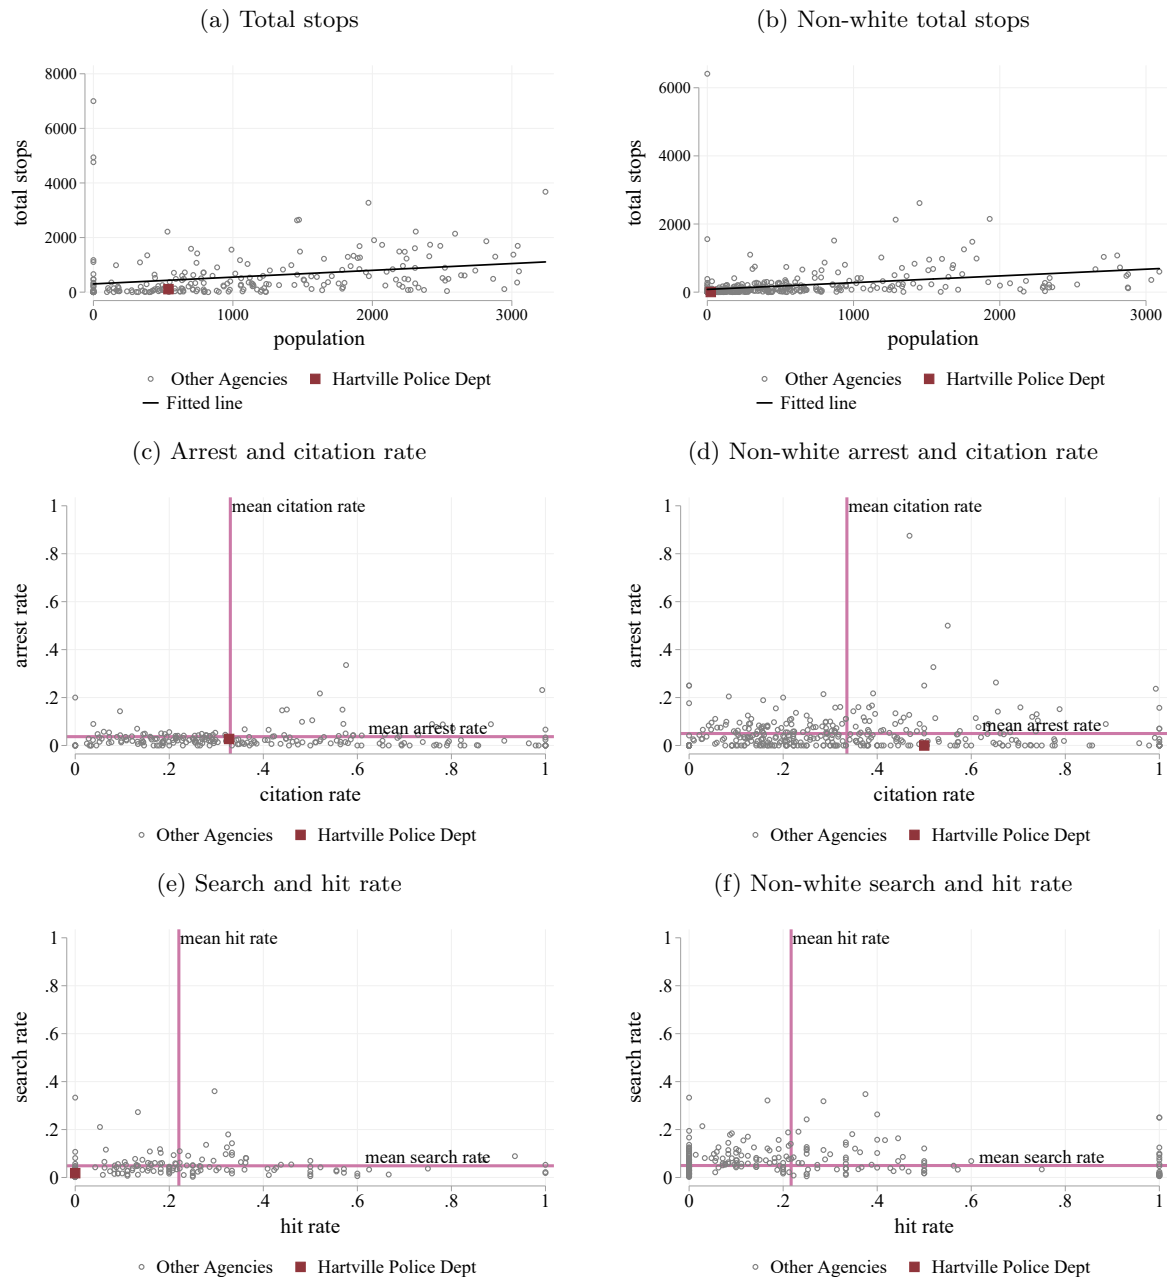 (a) Total stops
(b) Non-white total stops
8000
6000
4000
2000
0
total stops
0 1000 2000 3000
population
Other Agencies Hartville Police Dept
Fitted line
6000
4000
2000
0
total stops
0 1000 2000 3000
population
Other Agencies Hartville Police Dept
Fitted line
(c) Arrest and citation rate
(d) Non-white arrest and citation rate
1
.8
.6
.4
.2
0
arrest rate
mean citation rate
mean arrest rate
0 .2 .4 .6 .8 1
citation rate
Other Agencies Hartville Police Dept
1
.8
.6
.4
.2
0
arrest rate
mean citation rate
mean arrest rate
0 .2 .4 .6 .8 1
citation rate
Other Agencies Hartville Police Dept
(e) Search and hit rate
(f) Non-white search and hit rate
1
.8
.6
.4
.2
0
search rate
mean hit rate
mean search rate
0 .2 .4 .6 .8 1
hit rate
Other Agencies Hartville Police Dept
1
.8
.6
.4
.2
0
search rate
mean hit rate
mean search rate
0 .2 .4 .6 .8 1
hit rate
Other Agencies Hartville Police Dept